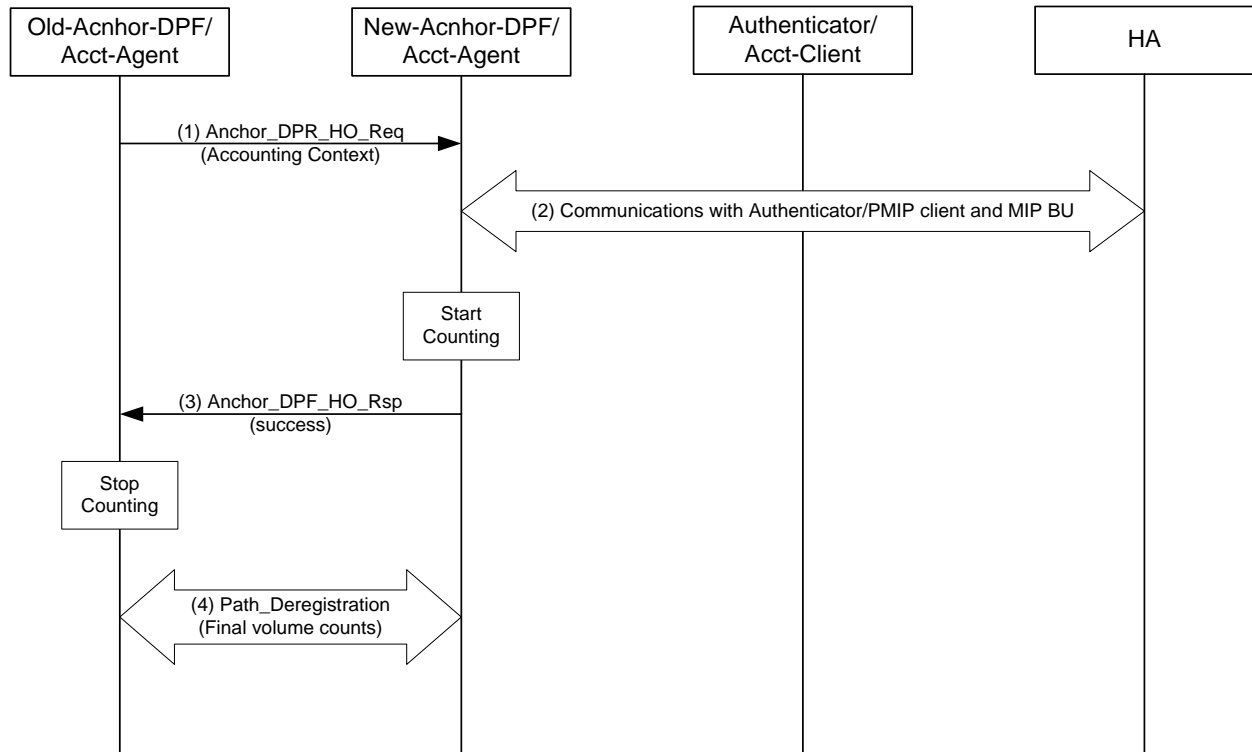 Old-Acnhor-DPF/
Acct-Agent
New-Acnhor-DPF/
Acct-Agent
Authenticator/
Acct-Client
HA
(1) Anchor_DPR_HO_Req
(Accounting Context)
(2) Communications with Authenticator/PMIP client and MIP BU
Start
Counting
(3) Anchor_DPF_HO_Rsp
(success)
Stop
Counting
(4) Path_Deregistration
(Final volume counts)